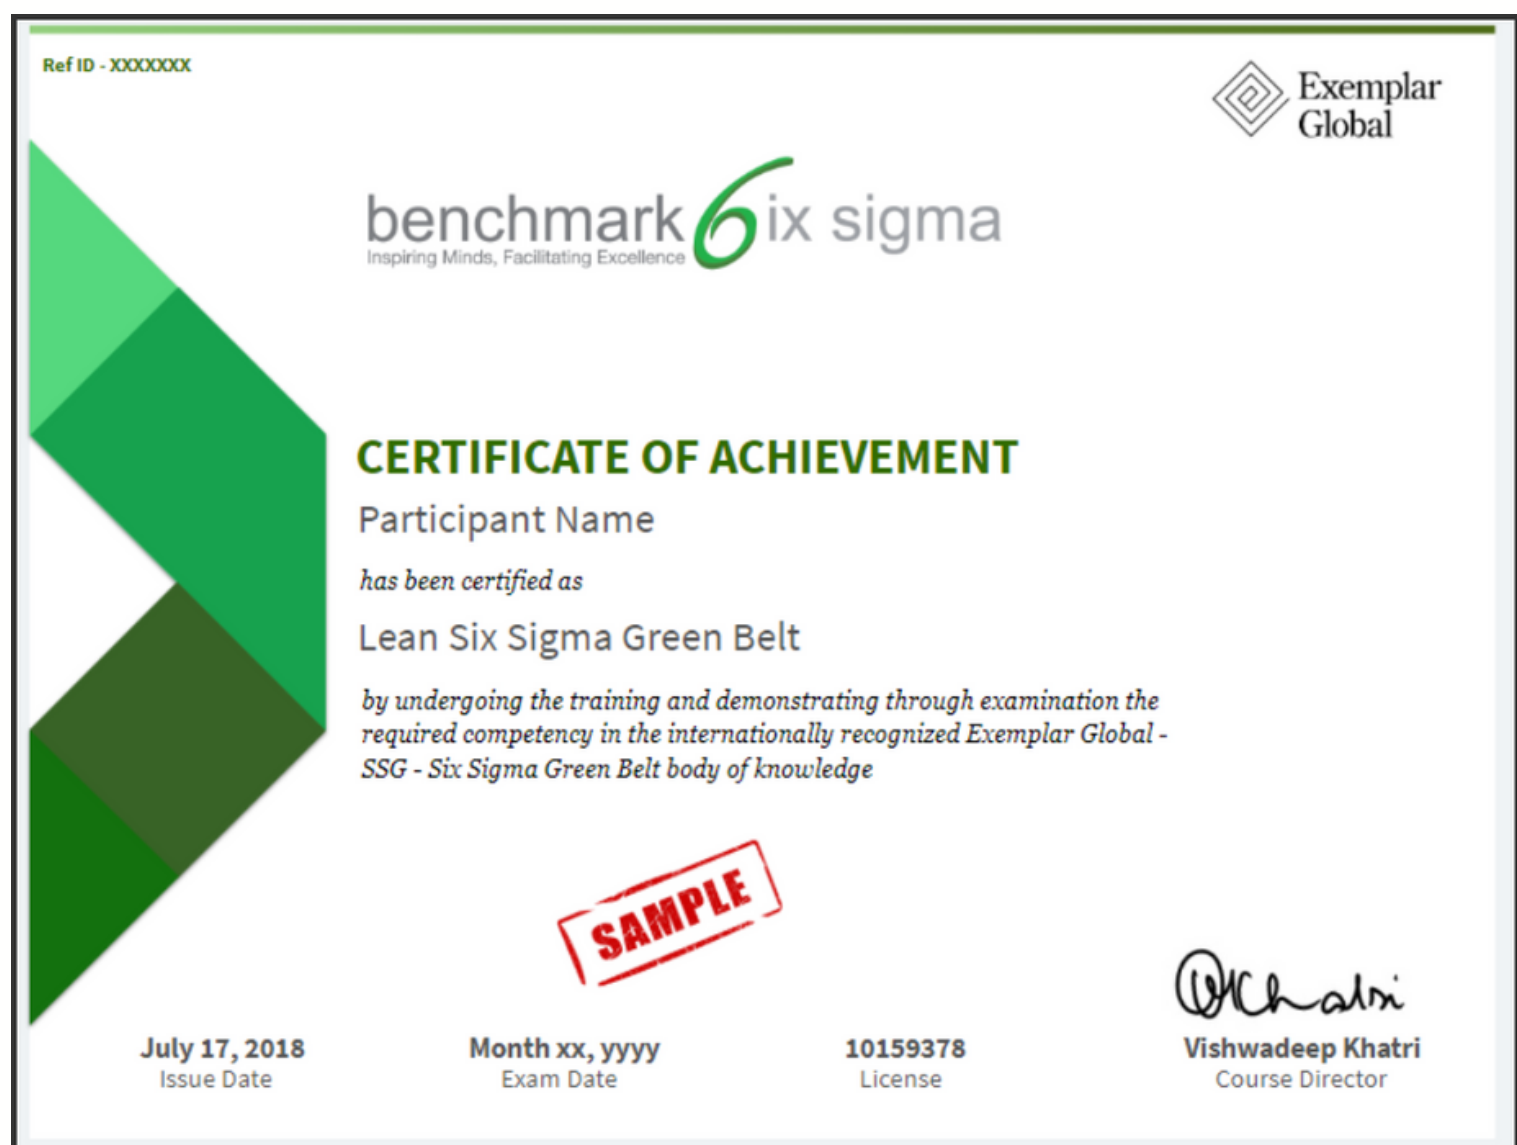 Ref ID - XXXXXXX
Exemplar
Global
benchmark 6ix sigma
Inspiring Minds, Facilitating Excellence
CERTIFICATE OF ACHIEVEMENT
Participant Name
has been certified as
Lean Six Sigma Green Belt
by undergoing the training and demonstrating through examination the
required competency in the internationally recognized Exemplar Global -
SSG - Six Sigma Green Belt body of knowledge
SAMPLE
VKhatri
July 17, 2018 Month xx, yyyy 10159378 Vishwadeep Khatri
Issue Date Exam Date License Course Director